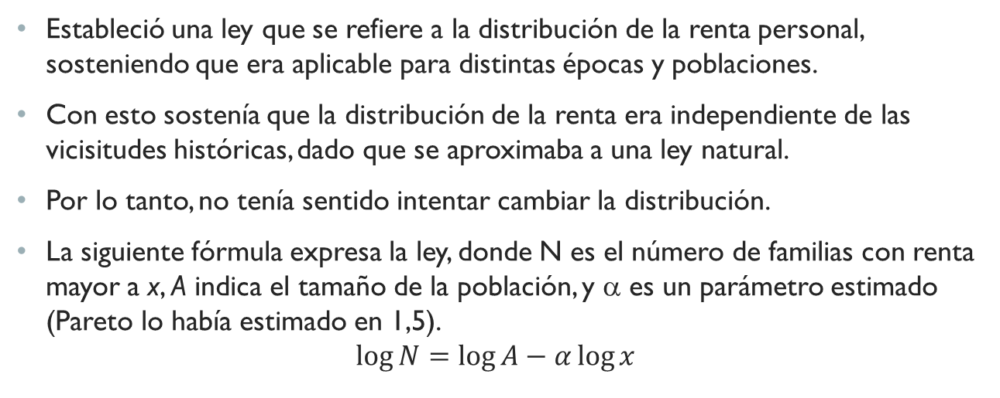 • Estableció una ley que se refiere a la distribución de la renta personal,
sosteniendo que era aplicable para distintas épocas y poblaciones.
• Con esto sostenía que la distribución de la renta era independiente de las
vicisitudes históricas, dado que se aproximaba a una ley natural.
• Por lo tanto, no tenía sentido intentar cambiar la distribución.
• La siguiente fórmula expresa la ley, donde N es el número de familias con renta
mayor a x, A indica el tamaño de la población, y α es un parámetro estimado
(Pareto lo había estimado en 1,5).
log N = log A − α log x